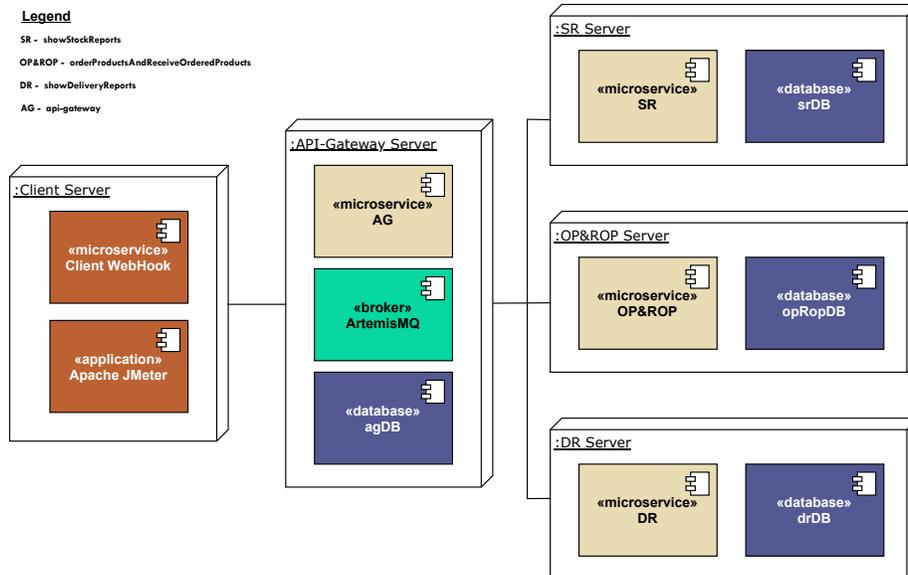 Legend
SR - showStockReports
OP&ROP - orderProductsAndReceiveOrderedProducts
DR - showDeliveryReports
AG - api-gateway
:Client Server
«microservice»
Client WebHook
«application»
Apache JMeter
:API-Gateway Server
«microservice»
AG
«broker»
ArtemisMQ
«database»
agDB
:SR Server
«microservice»
SR
«database»
srDB
:OP&ROP Server
«microservice»
OP&ROP
«database»
opRopDB
:DR Server
«microservice»
DR
«database»
drDB